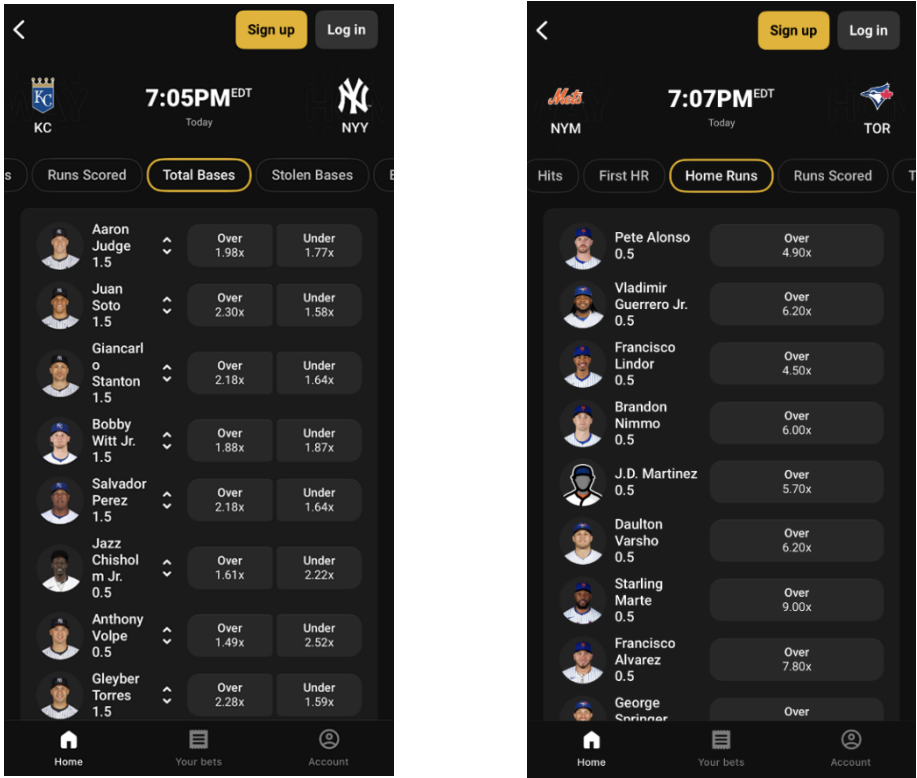 Sign up
Log in
KC
7:05PM EDT
Today
NYY
KC
NYY
s
Runs Scored
Total Bases
Stolen Bases
Aaron
Judge
1.5
Over
1.98x
Under
1.77x
Juan
Soto
1.5
Over
2.30x
Under
1.58x
Giancarl
o
Stanton
1.5
Over
2.18x
Under
1.64x
Bobby
Witt Jr.
1.5
Over
1.88x
Under
1.87x
Salvador
Perez
1.5
Over
2.18x
Under
1.64x
Jazz
Chishol
m Jr.
0.5
Over
1.61x
Under
2.22x
Anthony
Volpe
0.5
Over
1.49x
Under
2.52x
Gleyber
Torres
1.5
Over
2.28x
Under
1.59x
Home
Your bets
Account
Sign up
Log in
Mets
7:07PM EDT
Today
NYM
TOR
Hits
First HR
Home Runs
Runs Scored
T
Pete Alonso
0.5
Over
4.90x
Vladimir
Guerrero Jr.
0.5
Over
6.20x
Francisco
Lindor
0.5
Over
4.50x
Brandon
Nimmo
0.5
Over
6.00x
J.D. Martinez
0.5
Over
5.70x
Daulton
Varsho
0.5
Over
6.20x
Starling
Marte
0.5
Over
9.00x
Francisco
Alvarez
0.5
Over
7.80x
George
Springer
Over
Home
Your bets
Account